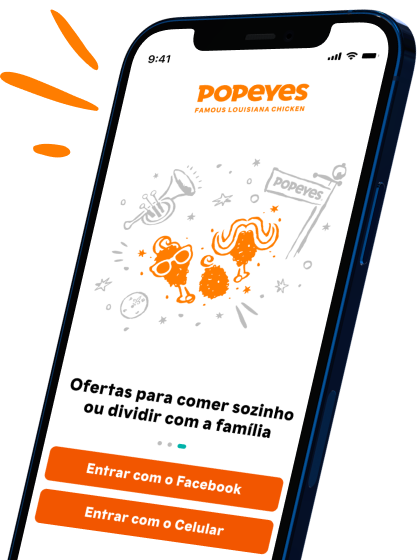 9:41
POPEYES
FAMOUS LOUISIANA CHICKEN
POPEYES
Ofertas para comer sozinho
ou dividir com a família
Entrar com o Facebook
Entrar com o Celular